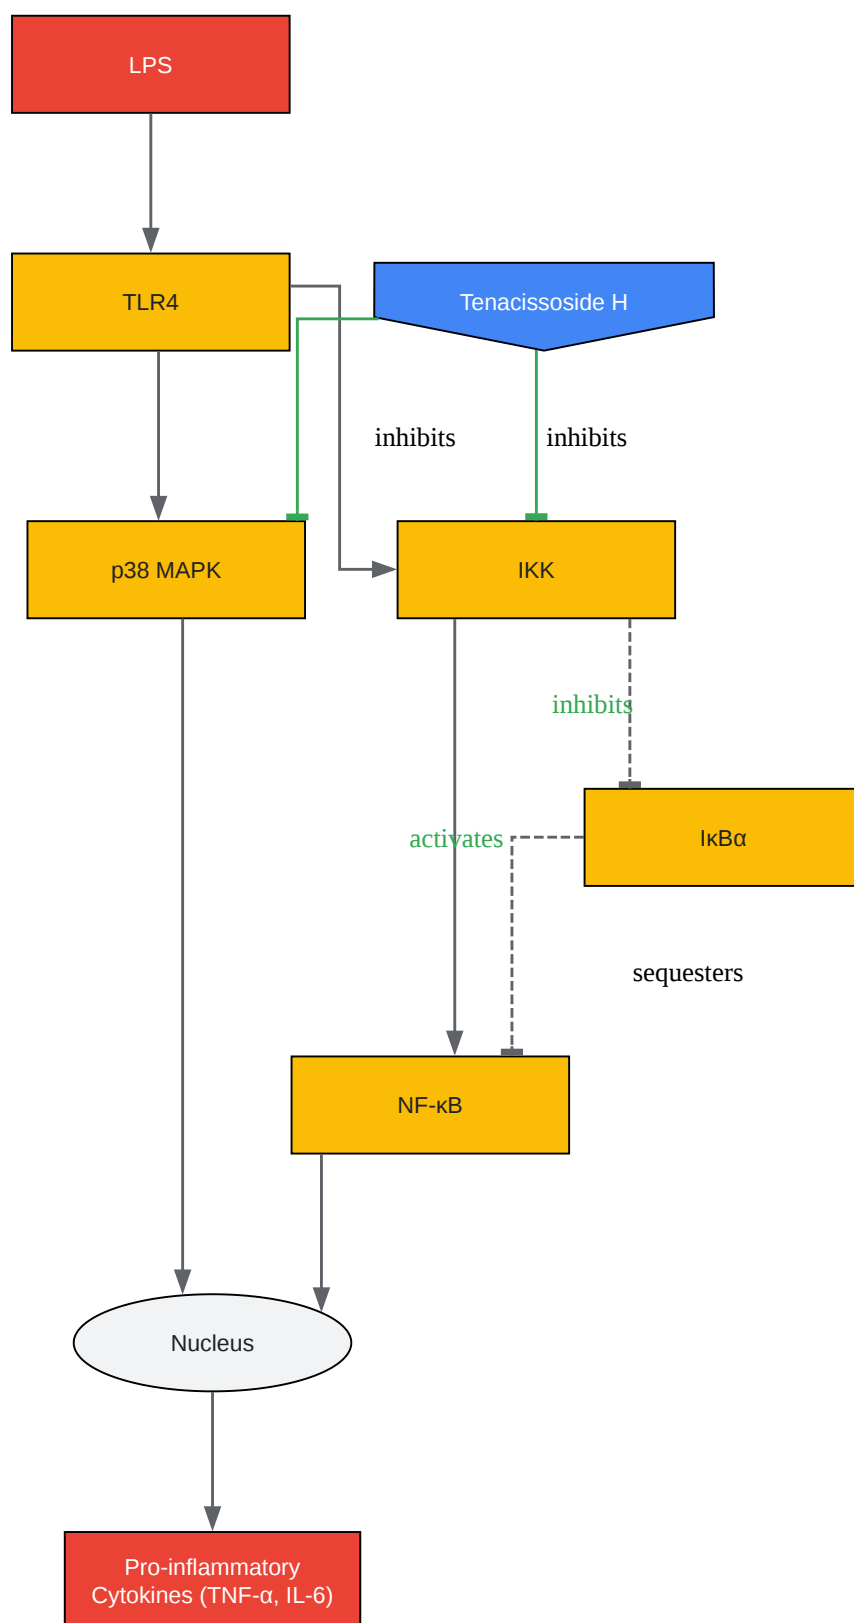 LPS
TLR4
Tenacissoside H
inhibits
inhibits
p38 MAPK
IKK
inhibits
activates
IκBα
sequesters
NF-κB
Nucleus
Pro-inflammatory
Cytokines (TNF-α, IL-6)